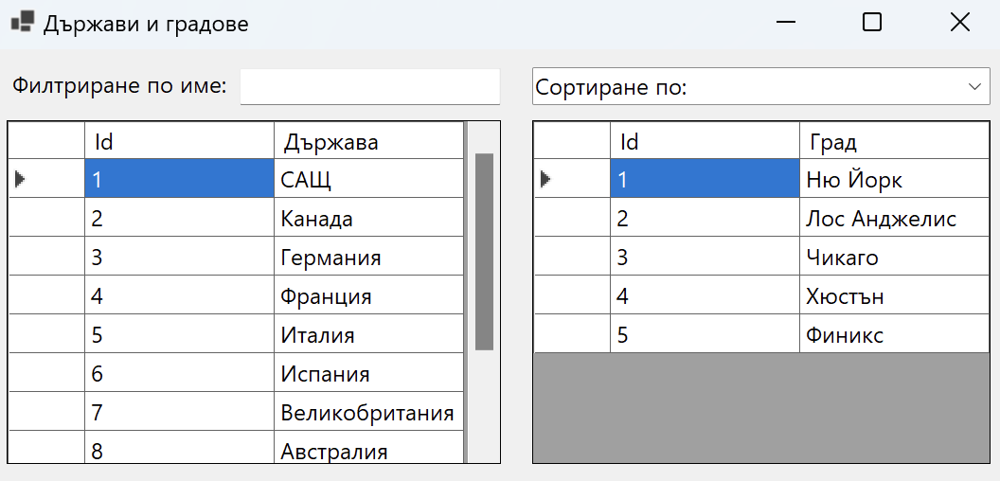 Държави и градове
Филтриране по име:
Сортиране по:
Id Държава
1 САЩ
2 Канада
3 Германия
4 Франция
5 Италия
6 Испания
7 Великобритания
8 Австралия
Id Град
1 Ню Йорк
2 Лос Анджелис
3 Чикаго
4 Хюстън
5 Финикс